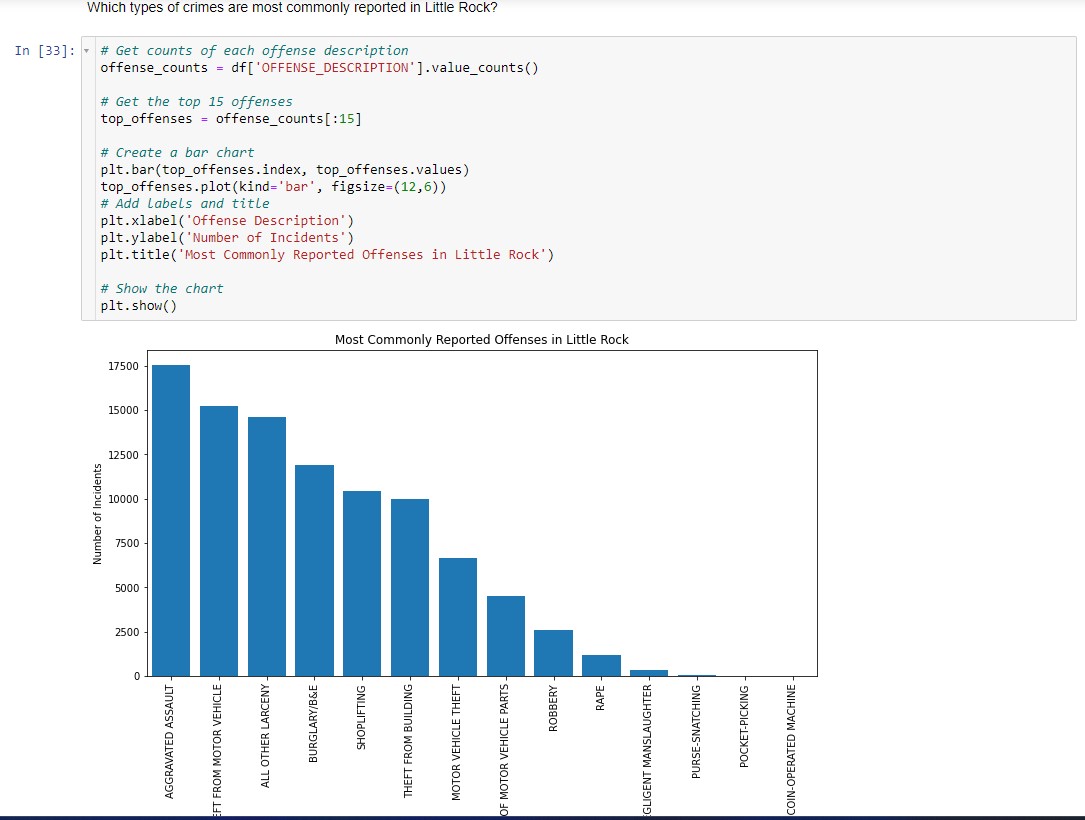 Which types of crimes are most commonly reported in Little Rock?
In [33]:
# Get counts of each offense description
offense_counts = df['OFFENSE_DESCRIPTION'].value_counts()
# Get the top 15 offenses
top_offenses = offense_counts[:15]
# Create a bar chart
plt.bar(top_offenses.index, top_offenses.values)
top_offenses.plot(kind='bar', figsize=(12,6))
# Add labels and title
plt.xlabel('Offense Description')
plt.ylabel('Number of Incidents')
plt.title('Most Commonly Reported Offenses in Little Rock')
# Show the chart
plt.show()
Most Commonly Reported Offenses in Little Rock
Number of Incidents
17500
15000
12500
10000
7500
5000
2500
0
AGGRAVATED ASSAULT
EFT FROM MOTOR VEHICLE
ALL OTHER LARCENY
BURGLARY/B&E
SHOPLIFTING
THEFT FROM BUILDING
MOTOR VEHICLE THEFT
OF MOTOR VEHICLE PARTS
ROBBERY
RAPE
GLIGENT MANSLAUGHTER
PURSE-SNATCHING
POCKET-PICKING
COIN-OPERATED MACHINE